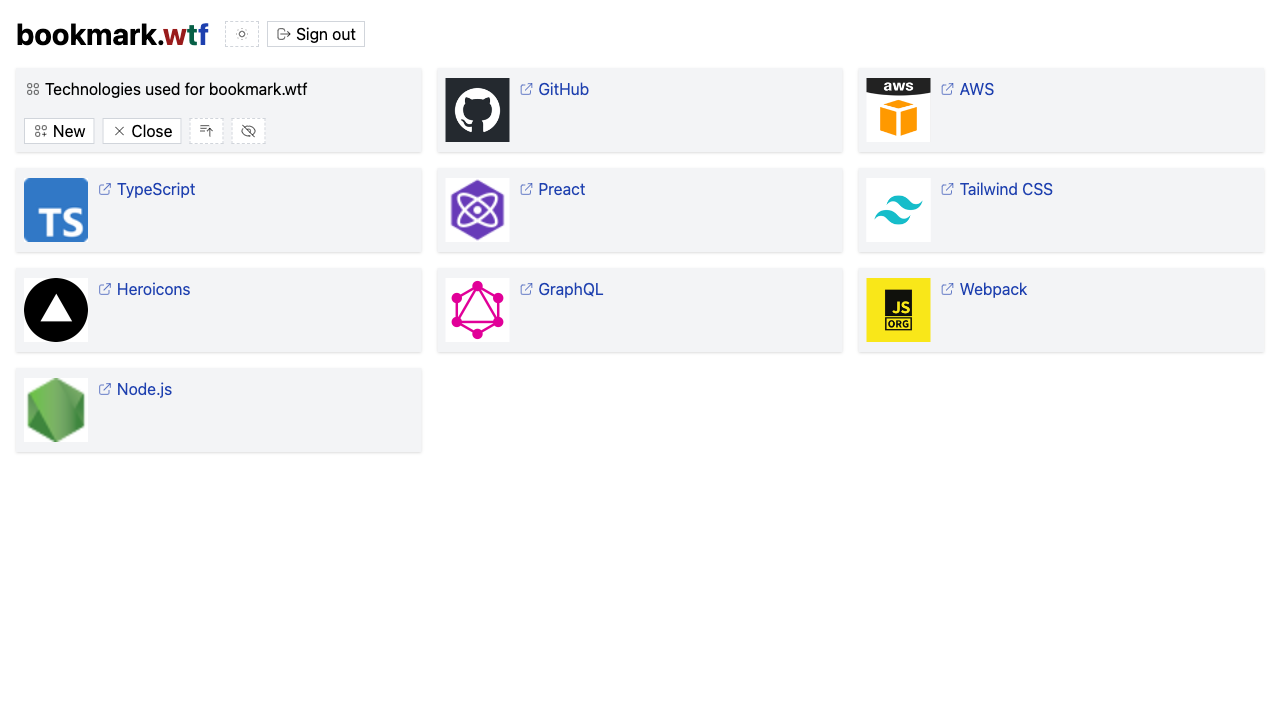 bookmark.wtf
Sign out
Technologies used for bookmark.wtf
New
Close
GitHub
aws
AWS
TS
TypeScript
Preact
Tailwind CSS
Heroicons
GraphQL
JS
ORG
Webpack
Node.js